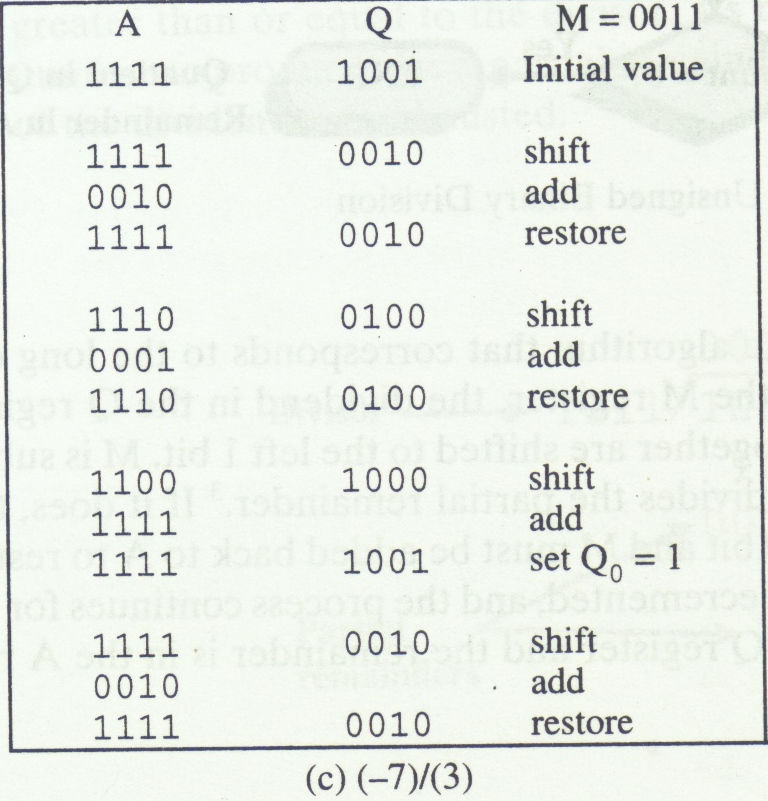 A Q M = 0011
1111 1001 Initial value
1111 0010 shift
0010 add
1111 0010 restore
1110 0100 shift
0001 add
1110 0100 restore
1100 1000 shift
1111 add
1111 1001 set Q₀ = 1
1111 0010 shift
0010 add
1111 0010 restore
(c) (–7)/(3)